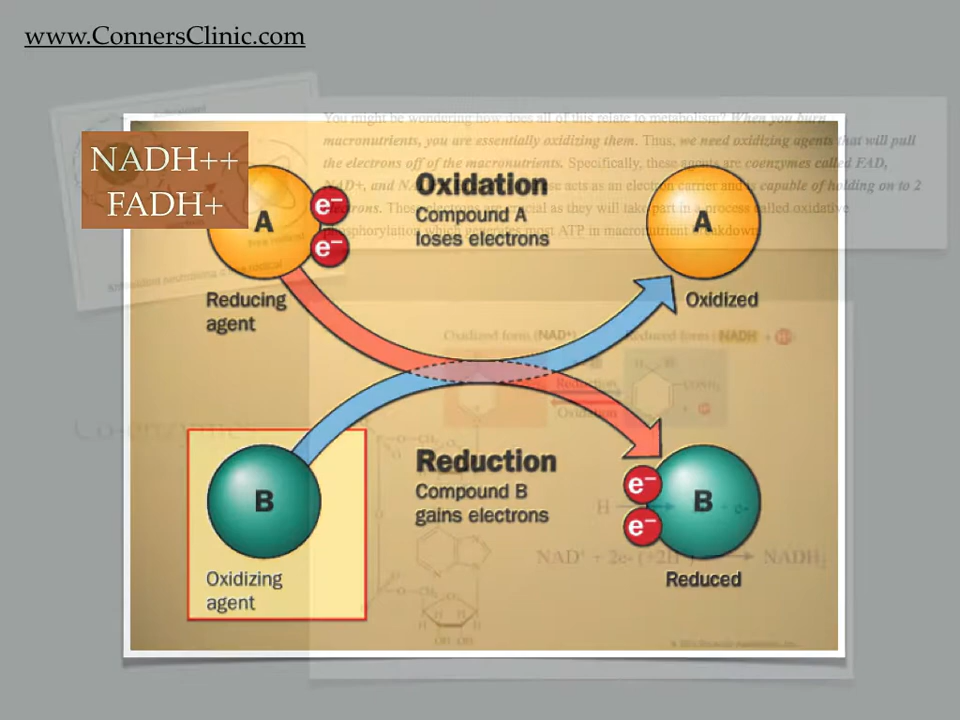 www.ConnersClinic.com
You might be wondering how does all of this relate to metabolism? When you burn
macronutrients, you are essentially oxidizing them. Thus, we need oxidizing agents that will pull
the electrons off of the macronutrients. Specifically, these agents are coenzymes called FAD,
NAD+, and
acts as an electron carrier and is capable of holding on to 2
electrons. These electrons are crucial as they will take part in a process called oxidative
phosphorylation which generates most ATP in macronutrient breakdown
NADH++
FADH+
A
e−
e−
Oxidation
Compound A
loses electrons
A
Reducing
agent
Oxidized
Oxidized form (NAD+)
Reduced form (NADH + H+)
Reduction
Oxidation
CONH₂
Co-enzymes
B
Oxidizing
agent
Reduction
Compound B
gains electrons
e−
e−
B
Reduced
H
e-
NAD+ + 2e- (+2H+)
NADH